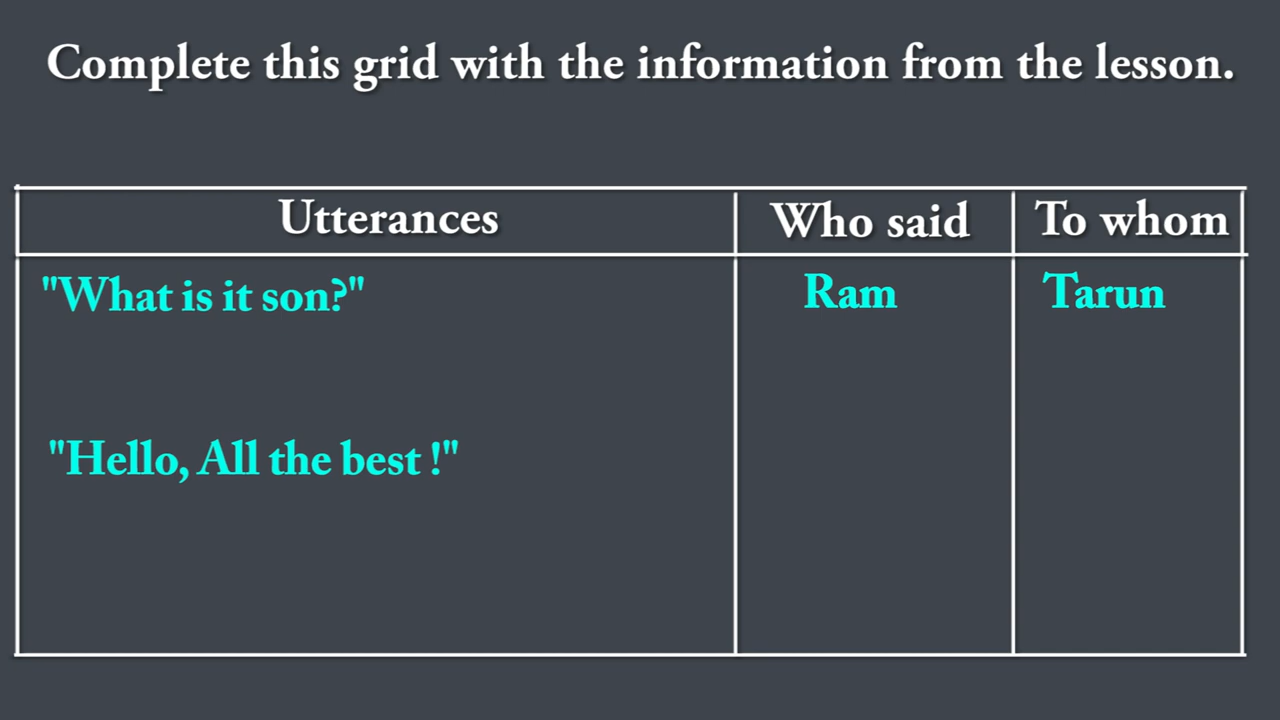 Complete this grid with the information from the lesson.
Utterances Who said To whom
"What is it son?" Ram Tarun
"Hello, All the best !"